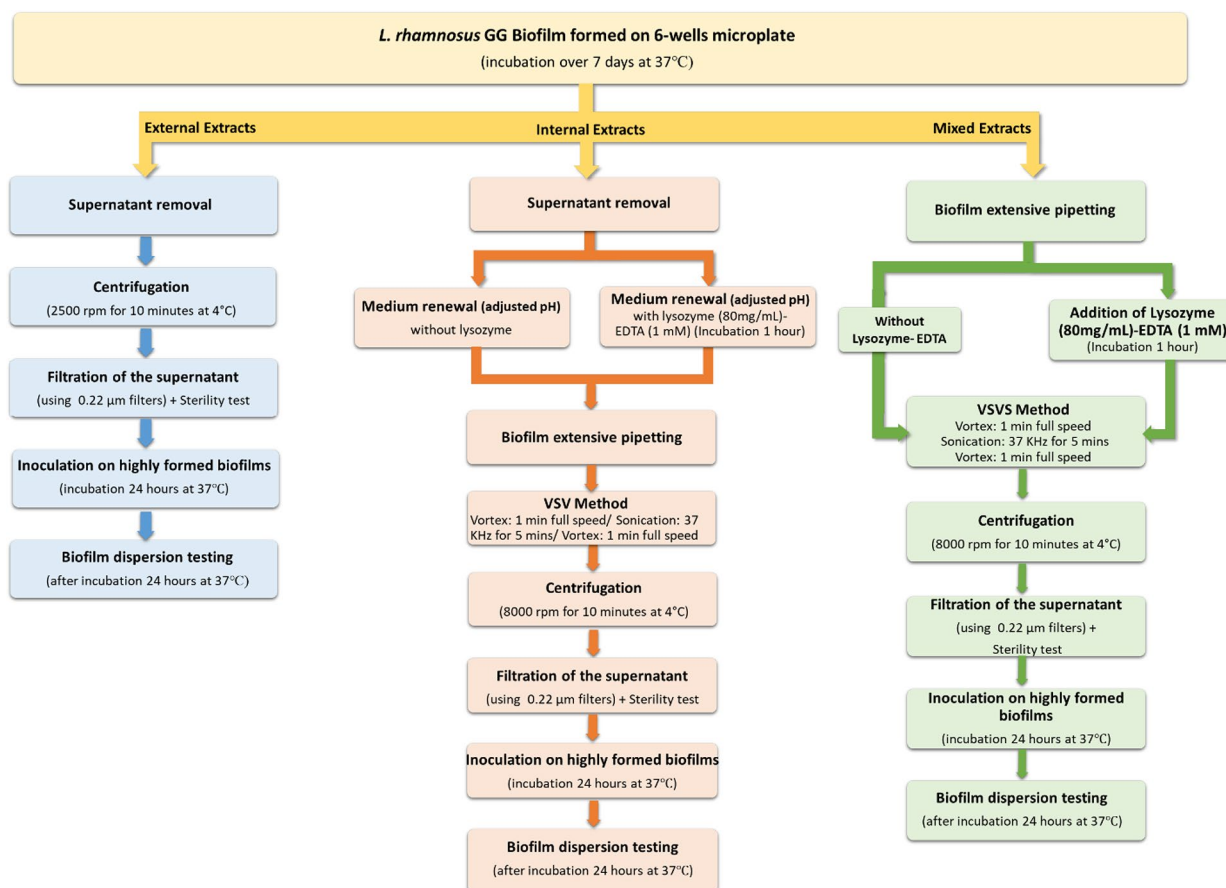 L. rhamnosus GG Biofilm formed on 6-wells microplate
(incubation over 7 days at 37℃)
External Extracts
Internal Extracts
Mixed Extracts
Supernatant removal
Centrifugation
(2500 rpm for 10 minutes at 4°C)
Filtration of the supernatant
(using 0.22 µm filters) + Sterility test
Inoculation on highly formed biofilms
(incubation 24 hours at 37℃)
Biofilm dispersion testing
(after incubation 24 hours at 37℃)
Supernatant removal
Medium renewal (adjusted pH)
without lysozyme
Medium renewal (adjusted pH)
with lysozyme (80mg/mL)-
EDTA (1 mM) (Incubation 1 hour)
Biofilm extensive pipetting
VSV Method
Vortex: 1 min full speed/ Sonication: 37
KHz for 5 mins/ Vortex: 1 min full speed
Centrifugation
(8000 rpm for 10 minutes at 4°C)
Filtration of the supernatant
(using 0.22 µm filters) + Sterility test
Inoculation on highly formed biofilms
(incubation 24 hours at 37℃)
Biofilm dispersion testing
(after incubation 24 hours at 37℃)
Biofilm extensive pipetting
Without
Lysozyme- EDTA
Addition of Lysozyme
(80mg/mL)-EDTA (1 mM)
(Incubation 1 hour)
VSVS Method
Vortex: 1 min full speed
Sonication: 37 KHz for 5 mins
Vortex: 1 min full speed
Centrifugation
(8000 rpm for 10 minutes at 4°C)
Filtration of the supernatant
(using 0.22 µm filters) +
Sterility test
Inoculation on highly formed
biofilms
(incubation 24 hours at 37℃)
Biofilm dispersion testing
(after incubation 24 hours at 37℃)